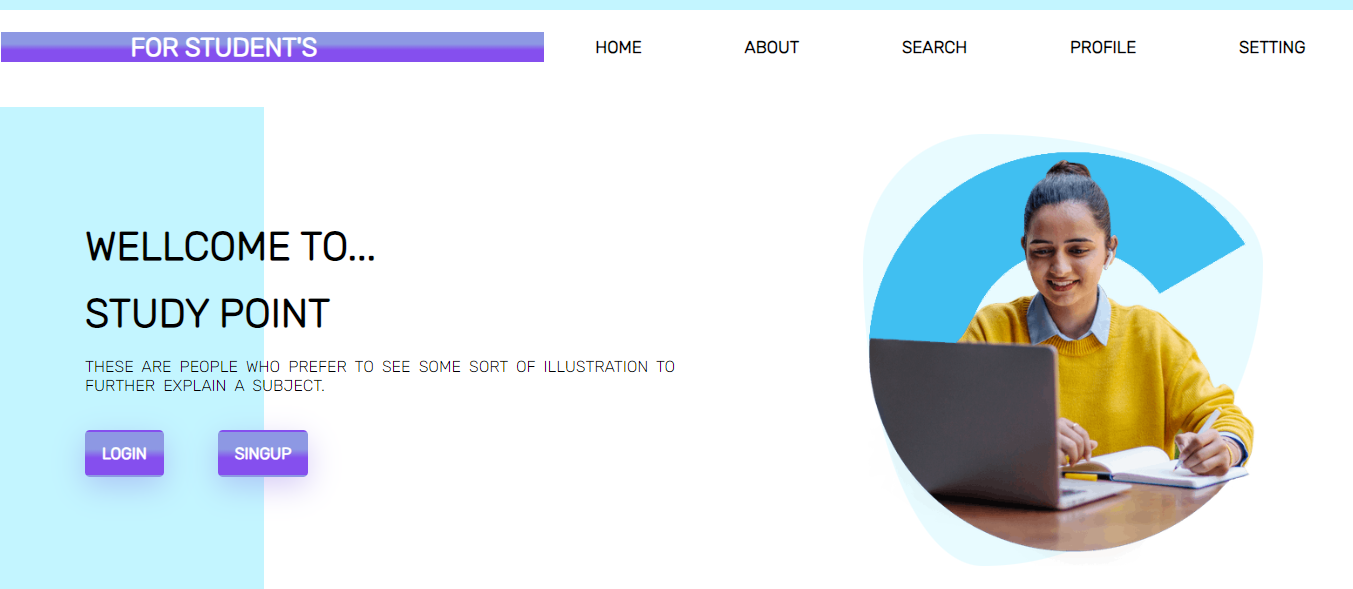 FOR STUDENT'S
HOME
ABOUT
SEARCH
PROFILE
SETTING
WELLCOME TO...
STUDY POINT
THESE ARE PEOPLE WHO PREFER TO SEE SOME SORT OF ILLUSTRATION TO
FURTHER EXPLAIN A SUBJECT.
LOGIN
SINGUP